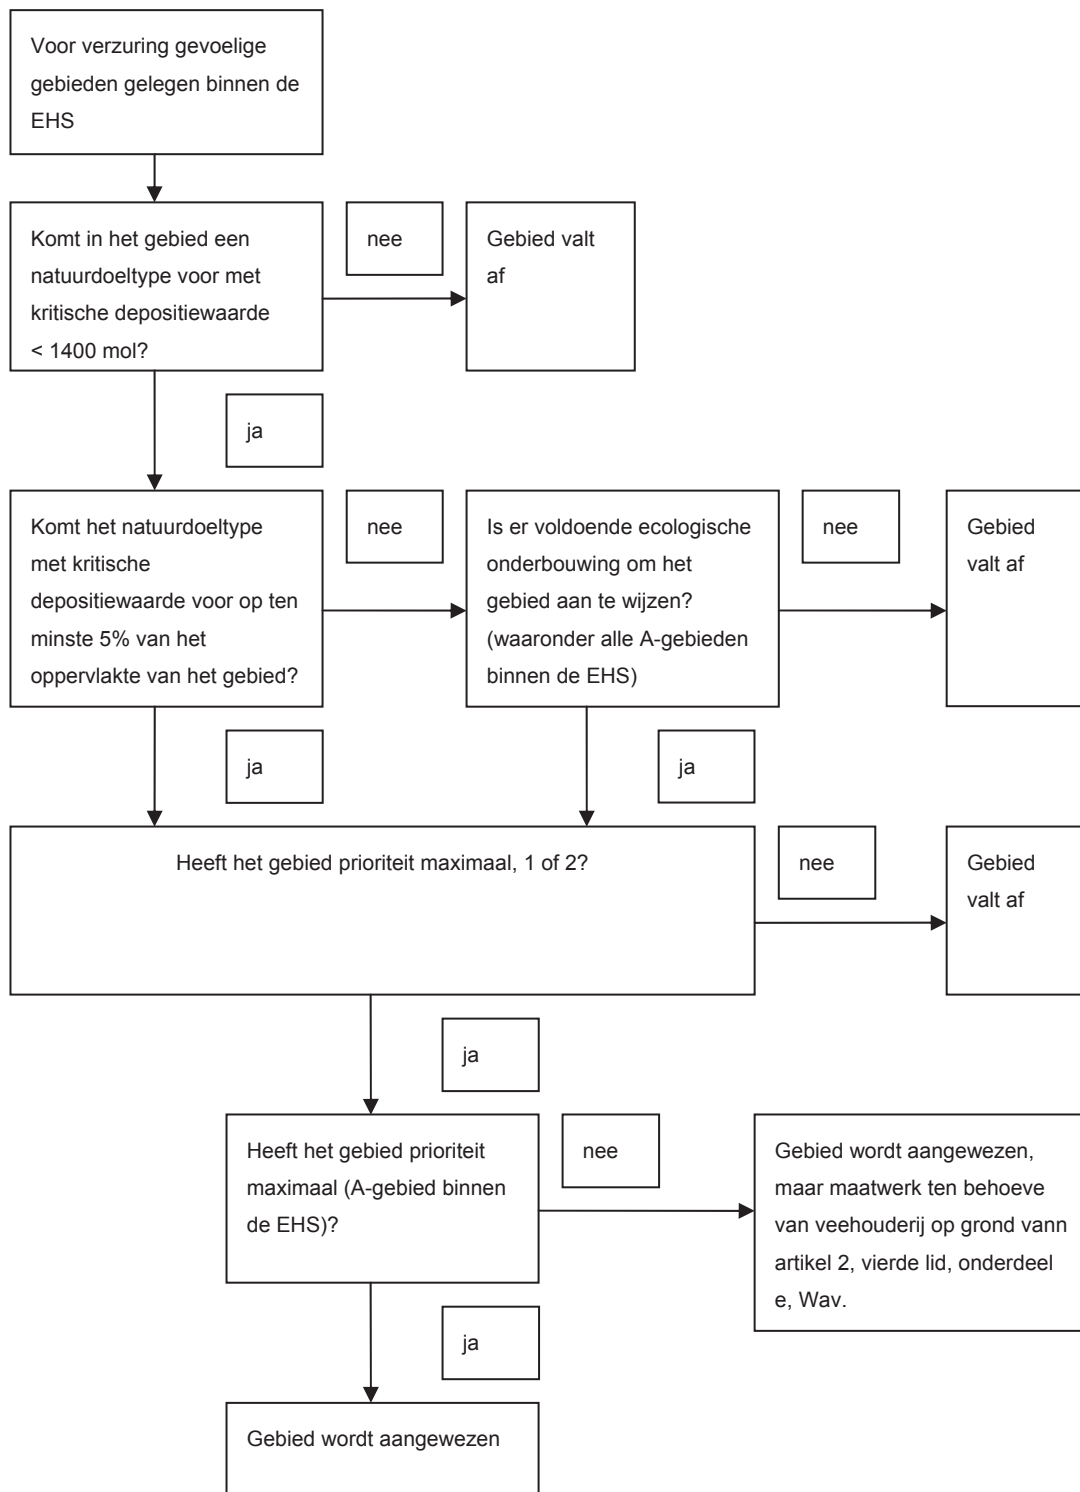 Voor verzuring gevoelige
gebieden gelegen binnen de
EHS
Komt in het gebied een
natuurdoeltype voor met
kritische depositiewaarde
< 1400 mol?
nee
Gebied valt
af
ja
Komt het natuurdoeltype
met kritische
depositiewaarde voor op ten
minste 5% van het
oppervlakte van het gebied?
nee
Is er voldoende ecologische
onderbouwing om het
gebied aan te wijzen?
(waaronder alle A-gebieden
binnen de EHS)
nee
Gebied
valt af
ja
ja
Heeft het gebied prioriteit maximaal, 1 of 2?
nee
Gebied
valt af
ja
Heeft het gebied prioriteit
maximaal (A-gebied binnen
de EHS)?
nee
Gebied wordt aangewezen,
maar maatwerk ten behoeve
van veehouderij op grond vann
artikel 2, vierde lid, onderdeel
e, Wav.
ja
Gebied wordt aangewezen